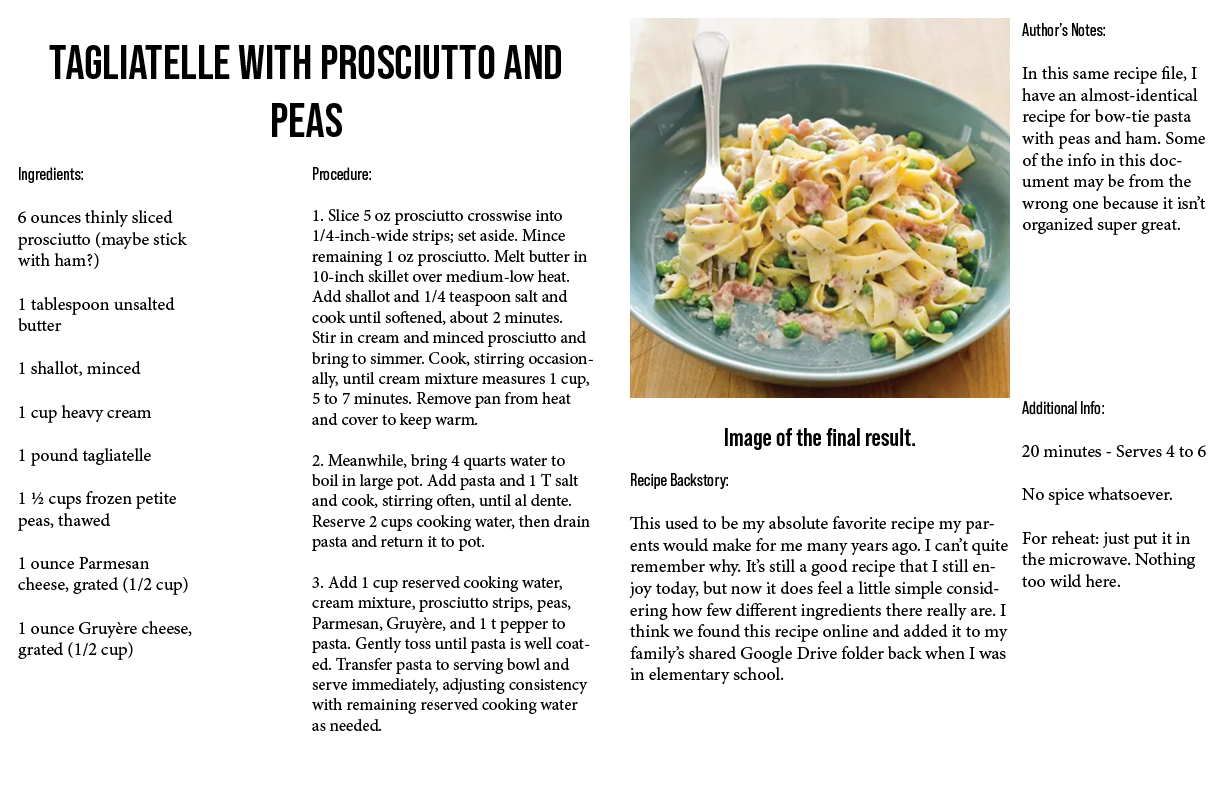 TAGLIATELLE WITH PROSCIUTTO AND
PEAS
Ingredients:
6 ounces thinly sliced
prosciutto (maybe stick
with ham?)
1 tablespoon unsalted
butter
1 shallot, minced
1 cup heavy cream
1 pound tagliatelle
1 ½ cups frozen petite
peas, thawed
1 ounce Parmesan
cheese, grated (1/2 cup)
1 ounce Gruyère cheese,
grated (1/2 cup)
Procedure:
1. Slice 5 oz prosciutto crosswise into
1/4-inch-wide strips; set aside. Mince
remaining 1 oz prosciutto. Melt butter in
10-inch skillet over medium-low heat.
Add shallot and 1/4 teaspoon salt and
cook until softened, about 2 minutes.
Stir in cream and minced prosciutto and
bring to simmer. Cook, stirring occasion-
ally, until cream mixture measures 1 cup,
5 to 7 minutes. Remove pan from heat
and cover to keep warm.
2. Meanwhile, bring 4 quarts water to
boil in large pot. Add pasta and 1 T salt
and cook, stirring often, until al dente.
Reserve 2 cups cooking water, then drain
pasta and return it to pot.
3. Add 1 cup reserved cooking water,
cream mixture, prosciutto strips, peas,
Parmesan, Gruyère, and 1 t pepper to
pasta. Gently toss until pasta is well coat-
ed. Transfer pasta to serving bowl and
serve immediately, adjusting consistency
with remaining reserved cooking water
as needed.
Image of the final result.
Recipe Backstory:
This used to be my absolute favorite recipe my par-
ents would make for me many years ago. I can't quite
remember why. It's still a good recipe that I still en-
joy today, but now it does feel a little simple consid-
ering how few different ingredients there really are. I
think we found this recipe online and added it to my
family's shared Google Drive folder back when I was
in elementary school.
Author's Notes:
In this same recipe file, I
have an almost-identical
recipe for bow-tie pasta
with peas and ham. Some
of the info in this doc-
ument may be from the
wrong one because it isn't
organized super great.
Additional Info:
20 minutes - Serves 4 to 6
No spice whatsoever.
For reheat: just put it in
the microwave. Nothing
too wild here.